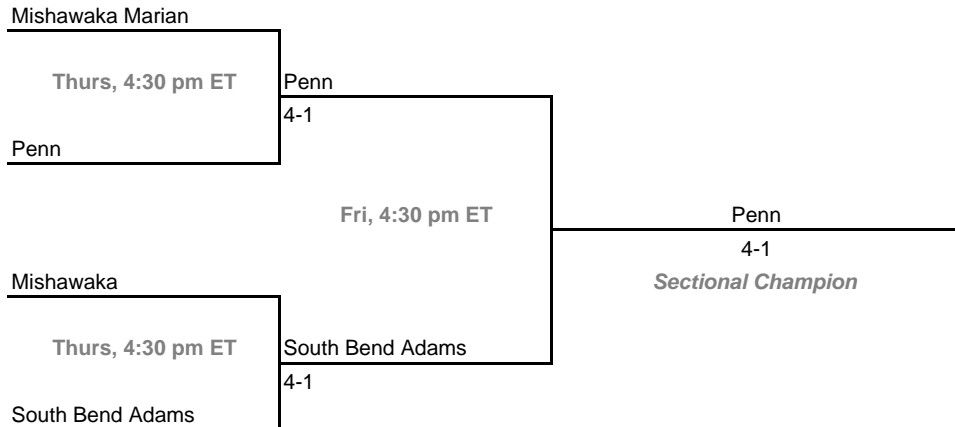 Mishawaka Marian
Thurs, 4:30 pm ET
Penn
4-1
Penn
Fri, 4:30 pm ET
Penn
4-1
Sectional Champion
Mishawaka
Thurs, 4:30 pm ET
South Bend Adams
4-1
South Bend Adams